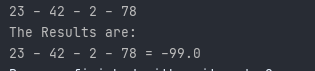 23 - 42 - 2 - 78
The Results are:
23 - 42 - 2 - 78 = -99.0